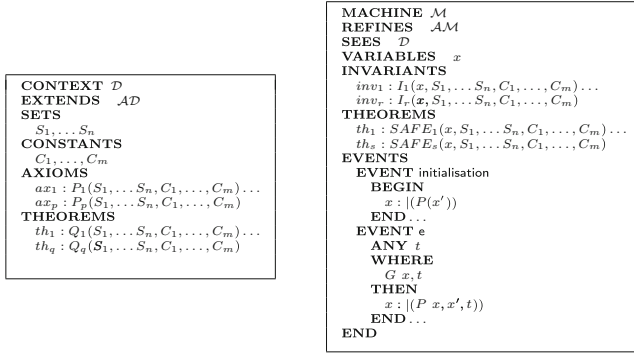 CONTEXT 𝒟
EXTENDS 𝒜𝒟
SETS
S₁, … Sₙ
CONSTANTS
C₁, … , Cₘ
AXIOMS
ax₁ : P₁(S₁, … Sₙ, C₁, … , Cₘ) …
axₚ : Pₚ(S₁, … Sₙ, C₁, … , Cₘ)
THEOREMS
th₁ : Q₁(S₁, … Sₙ, C₁, … , Cₘ) …
th_q : Q_q(S₁, … Sₙ, C₁, … , Cₘ)
MACHINE ℳ
REFINES 𝒜ℳ
SEES 𝒟
VARIABLES x
INVARIANTS
inv₁ : I₁(x, S₁, … Sₙ, C₁, … , Cₘ) …
invᵣ : Iᵣ(x, S₁, … Sₙ, C₁, … , Cₘ)
THEOREMS
th₁ : SAFE₁(x, S₁, … Sₙ, C₁, … , Cₘ) …
thₛ : SAFEₛ(x, S₁, … Sₙ, C₁, … , Cₘ)
EVENTS
EVENT initialisation
BEGIN
x : |(P(x′))
END …
EVENT e
ANY t
WHERE
G x, t
THEN
x : |(P x, x′, t))
END …
END